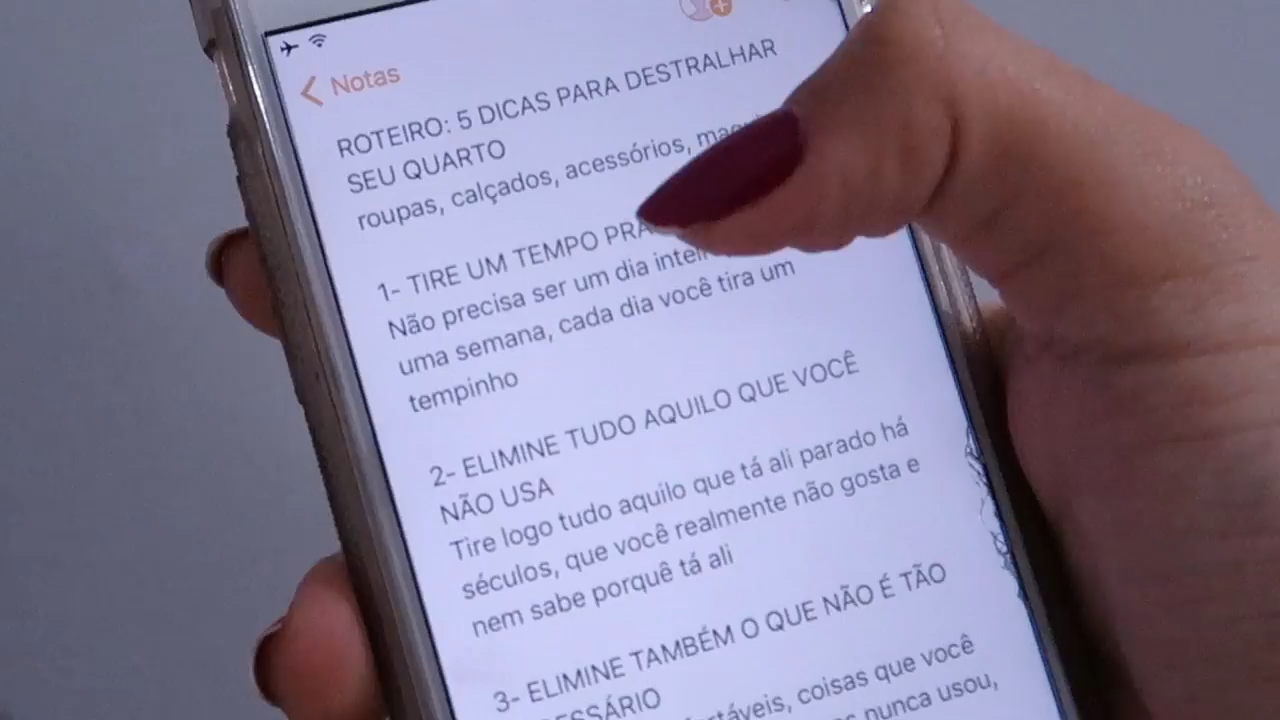 Notas
ROTEIRO: 5 DICAS PARA DESTRALHAR
SEU QUARTO
roupas, calçados, acessórios,
1- TIRE UM TEMPO PRA
Não precisa ser um dia
uma semana, cada dia você tira um
tempinho
2- ELIMINE TUDO AQUILO QUE VOCÊ
NÃO USA
Tire logo tudo aquilo que tá ali parado há
séculos, que você realmente não gosta e
nem sabe porquê tá ali
3- ELIMINE TAMBÉM O QUE NÃO É TÃO
coisas que você
nunca usou,